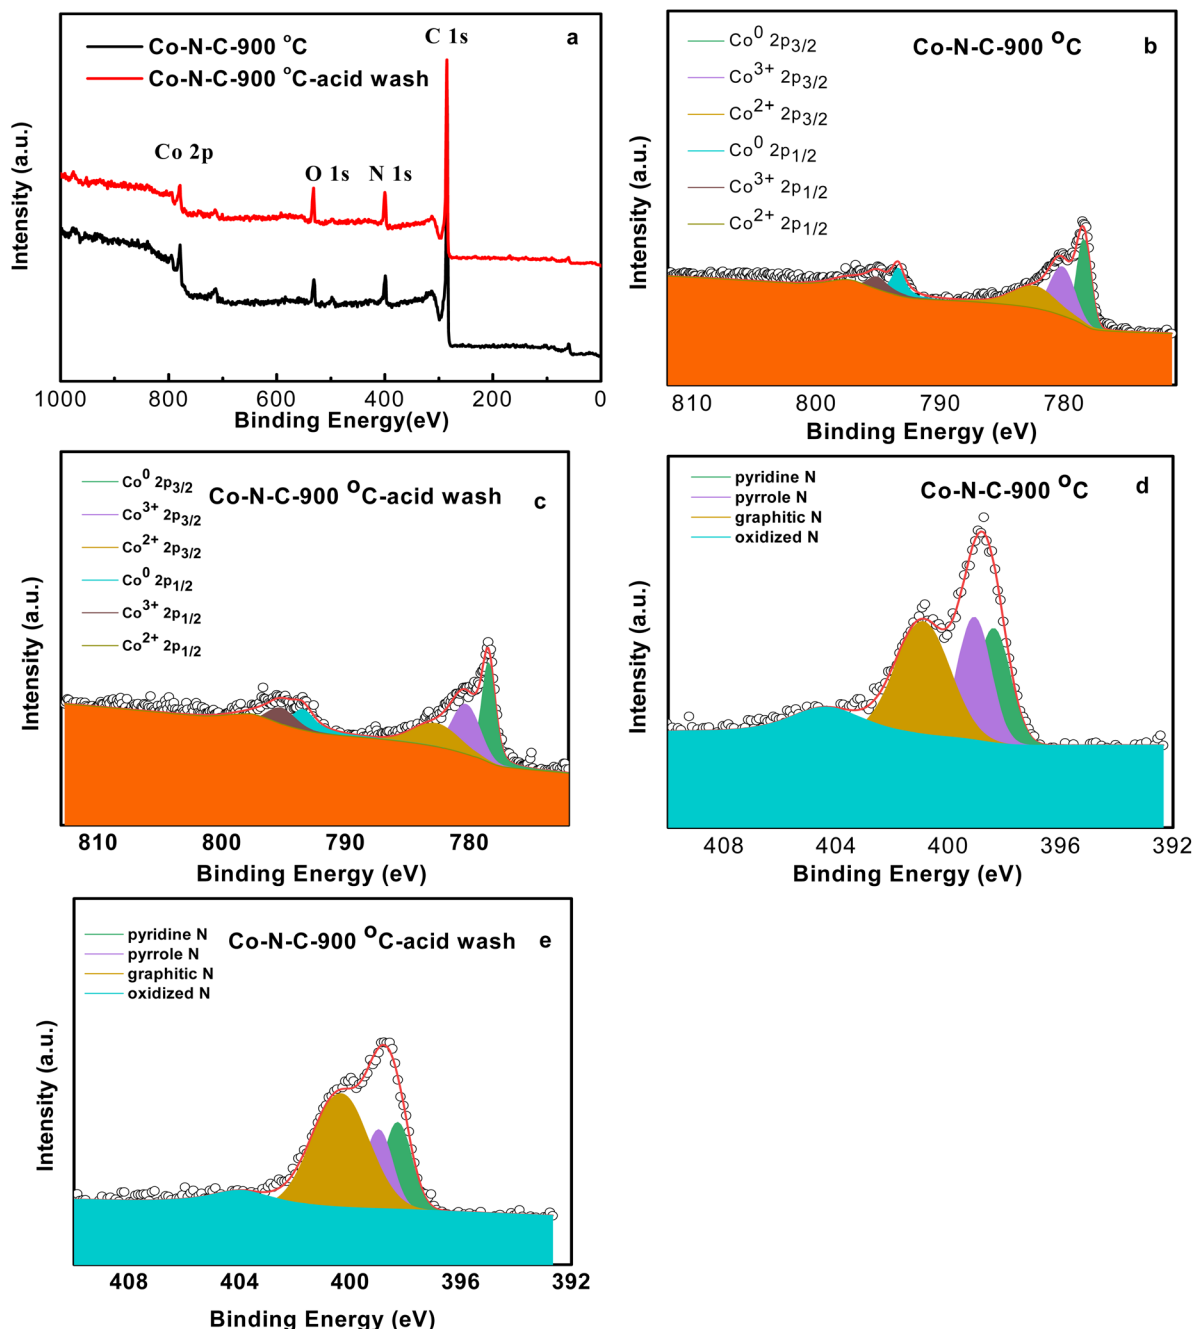 Co-N-C-900 °C
Co-N-C-900 °C-acid wash
C 1s
a
Co 2p
O 1s
N 1s
Intensity (a.u.)
1000 800 600 400 200 0
Binding Energy(eV)
Co⁰ 2p₃/₂
Co³⁺ 2p₃/₂
Co²⁺ 2p₃/₂
Co⁰ 2p₁/₂
Co³⁺ 2p₁/₂
Co²⁺ 2p₁/₂
Co-N-C-900 °C
b
Intensity (a.u.)
810 800 790 780
Binding Energy (eV)
Co⁰ 2p₃/₂
Co³⁺ 2p₃/₂
Co²⁺ 2p₃/₂
Co⁰ 2p₁/₂
Co³⁺ 2p₁/₂
Co²⁺ 2p₁/₂
Co-N-C-900 °C-acid wash
c
Intensity (a.u.)
810 800 790 780
Binding Energy (eV)
pyridine N
pyrrole N
graphitic N
oxidized N
Co-N-C-900 °C
d
Intensity (a.u.)
408 404 400 396 392
Binding Energy (eV)
pyridine N
pyrrole N
graphitic N
oxidized N
Co-N-C-900 °C-acid wash
e
Intensity (a.u.)
408 404 400 396 392
Binding Energy (eV)